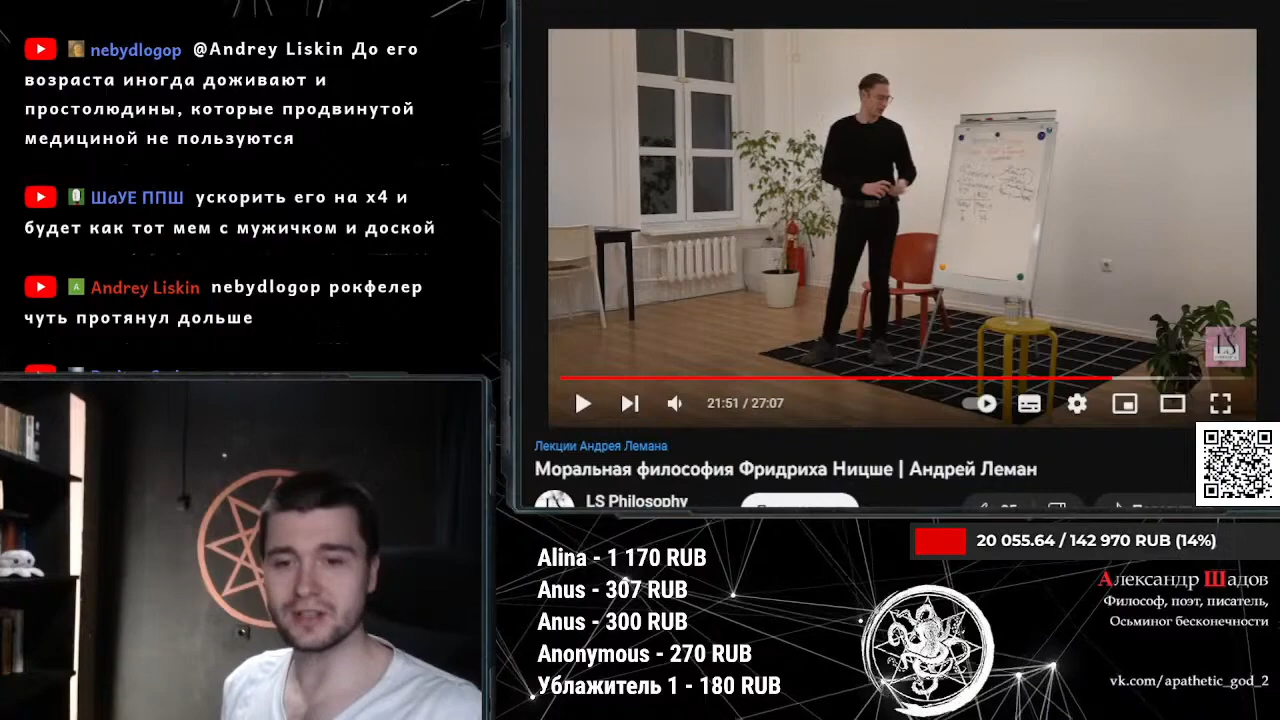 nebydlogop @Andrey Liskin До его
возраста иногда доживают и
простолюдины, которые продвинутой
медициной не пользуются
ШаУЕ ППШ ускорить его на х4 и
будет как тот мем с мужичком и доской
Andrey Liskin nebydlogop рокфелер
чуть протянул дольше
LS
21:51 / 27:07
Лекции Андрея Лемана
Моральная философия Фридриха Ницше | Андрей Леман
LS Philosophy
Alina - 1 170 RUB
Anus - 307 RUB
Anus - 300 RUB
Anonymous - 270 RUB
Ублажитель 1 - 180 RUB
20 055.64 / 142 970 RUB (14%)
Александр Шадов
Философ, поэт, писатель,
Осьминог бесконечности
vk.com/apathetic_god_2